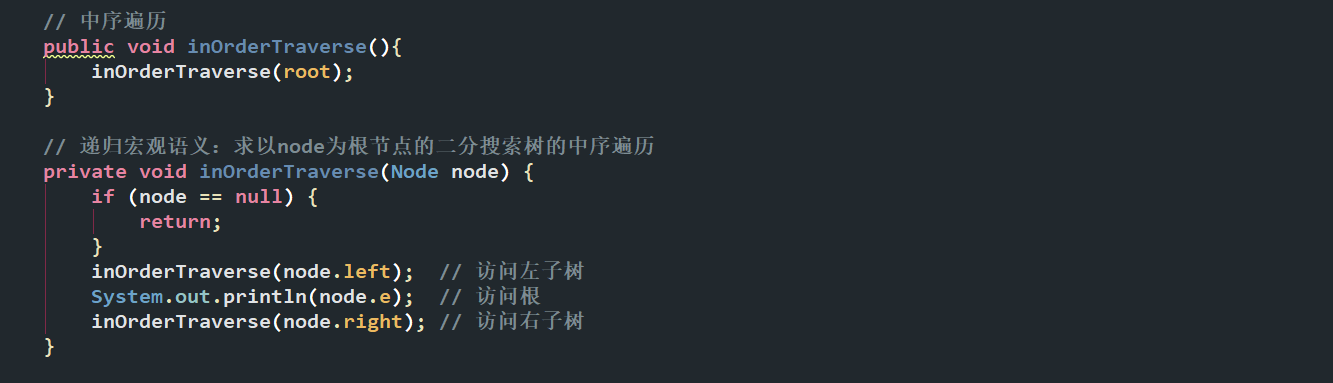 // 中序遍历
public void inOrderTraverse(){
    inOrderTraverse(root);
}
// 递归宏观语义：求以node为根节点的二分搜索树的中序遍历
private void inOrderTraverse(Node node) {
    if (node == null) {
        return;
    }
    inOrderTraverse(node.left);  // 访问左子树
    System.out.println(node.e);  // 访问根
    inOrderTraverse(node.right); // 访问右子树
}